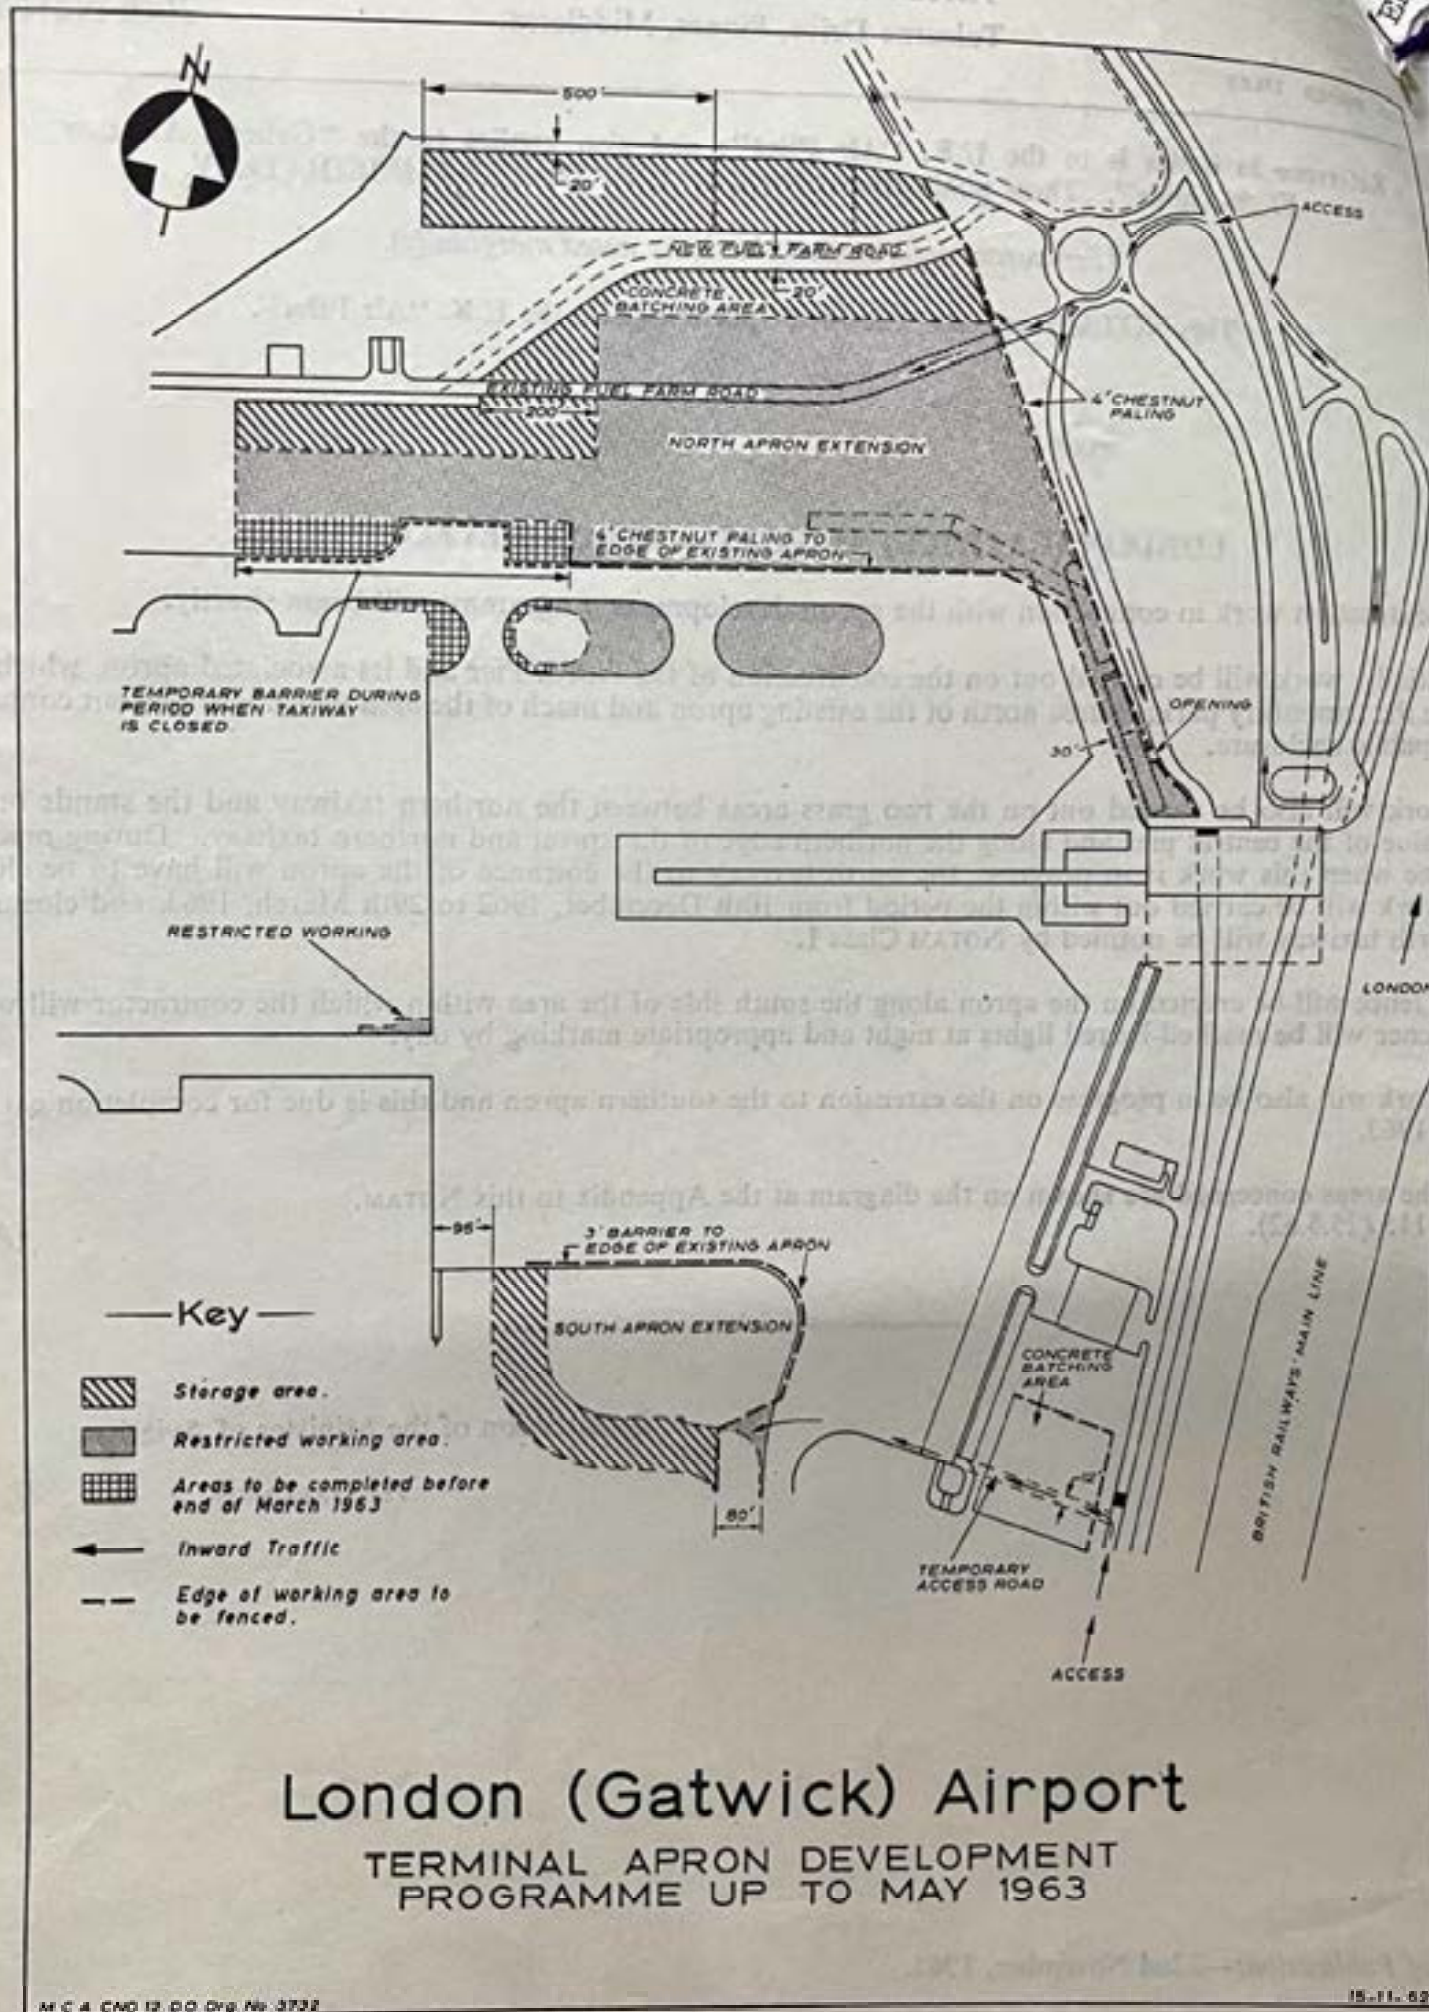 N
500'
20'
ACCESS
NEW FUEL FARM ROAD
20'
CONCRETE
BATCHING AREA
EXISTING FUEL FARM ROAD
200'
4' CHESTNUT
PALING
NORTH APRON EXTENSION
4' CHESTNUT PALING TO
EDGE OF EXISTING APRON
TEMPORARY BARRIER DURING
PERIOD WHEN TAXIWAY
IS CLOSED.
OPENING
30'
RESTRICTED WORKING
LONDON
95'
3' BARRIER TO
EDGE OF EXISTING APRON
SOUTH APRON EXTENSION
CONCRETE
BATCHING
AREA
BRITISH RAILWAYS' MAIN LINE
80'
TEMPORARY
ACCESS ROAD
ACCESS
Key
Storage area.
Restricted working area.
Areas to be completed before
end of March 1963
Inward Traffic
Edge of working area to
be fenced.
London (Gatwick) Airport
TERMINAL APRON DEVELOPMENT
PROGRAMME UP TO MAY 1963
M.C.A. CNO 12. D.O. Drg. No. 3732
15-11-62